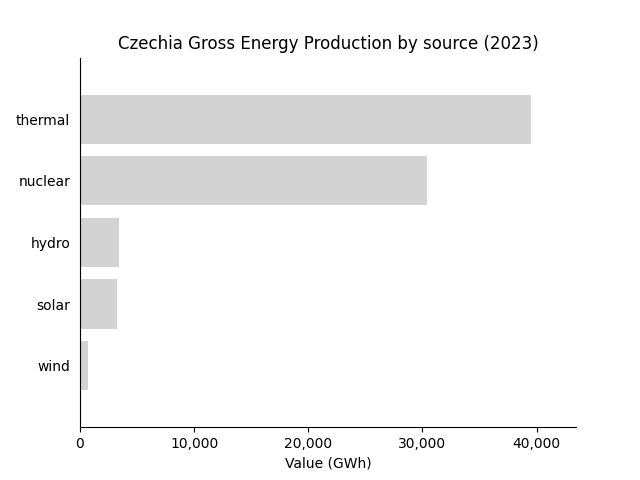 Czechia Gross Energy Production by source (2023)
thermal
nuclear
hydro
solar
wind
0 10,000 20,000 30,000 40,000
Value (GWh)